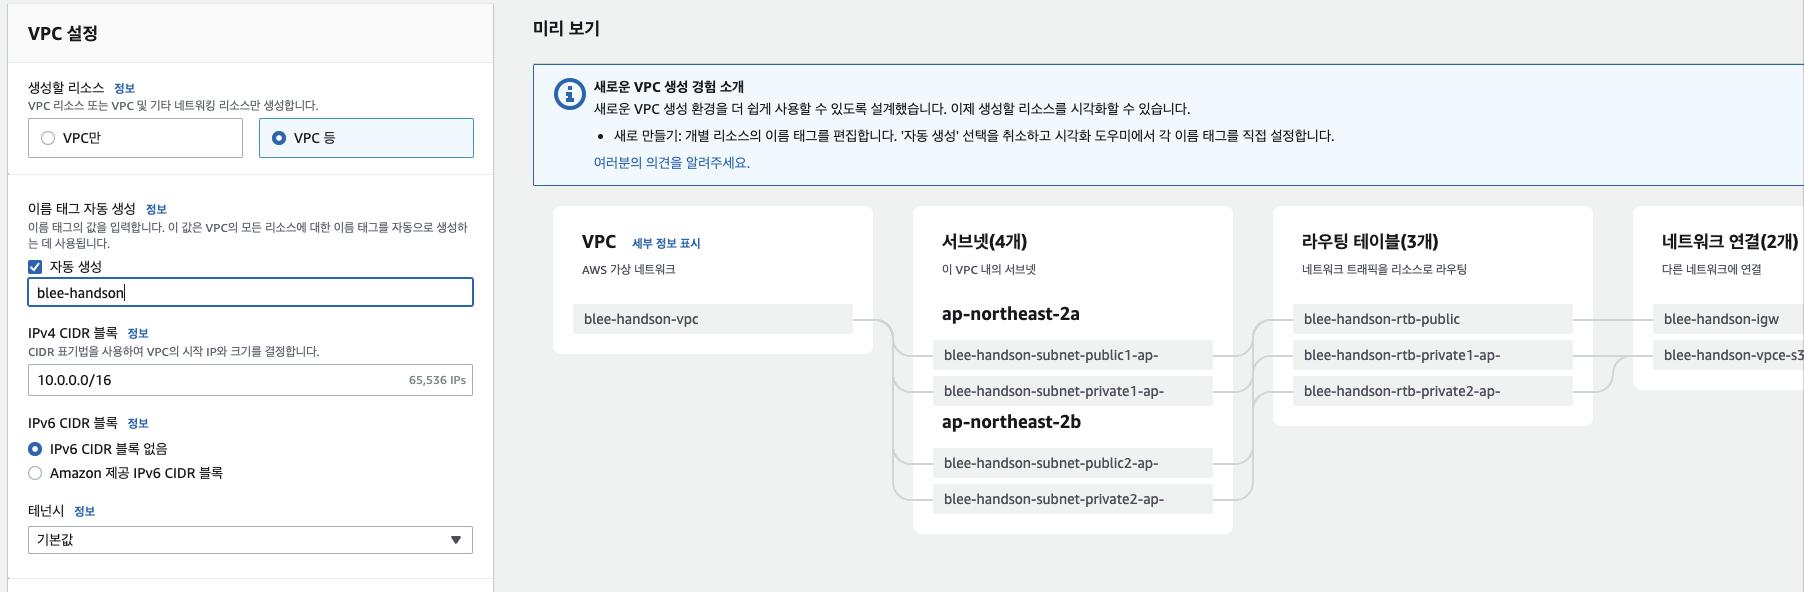 VPC 설정
생성할 리소스 정보
VPC 리소스 또는 VPC 및 기타 네트워킹 리소스만 생성합니다.
VPC만
VPC 등
이름 태그 자동 생성 정보
이름 태그의 값을 입력합니다. 이 값은 VPC의 모든 리소스에 대한 이름 태그를 자동으로 생성하
는 데 사용됩니다.
자동 생성
blee-handson
IPv4 CIDR 블록 정보
CIDR 표기법을 사용하여 VPC의 시작 IP와 크기를 결정합니다.
10.0.0.0/16 65,536 IPs
IPv6 CIDR 블록 정보
IPv6 CIDR 블록 없음
Amazon 제공 IPv6 CIDR 블록
테넌시 정보
기본값
미리 보기
새로운 VPC 생성 경험 소개
새로운 VPC 생성 환경을 더 쉽게 사용할 수 있도록 설계했습니다. 이제 생성할 리소스를 시각화할 수 있습니다.
• 새로 만들기: 개별 리소스의 이름 태그를 편집합니다. '자동 생성' 선택을 취소하고 시각화 도우미에서 각 이름 태그를 직접 설정합니다.
여러분의 의견을 알려주세요.
VPC 세부 정보 표시
AWS 가상 네트워크
blee-handson-vpc
서브넷(4개)
이 VPC 내의 서브넷
ap-northeast-2a
blee-handson-subnet-public1-ap-
blee-handson-subnet-private1-ap-
ap-northeast-2b
blee-handson-subnet-public2-ap-
blee-handson-subnet-private2-ap-
라우팅 테이블(3개)
네트워크 트래픽을 리소스로 라우팅
blee-handson-rtb-public
blee-handson-rtb-private1-ap-
blee-handson-rtb-private2-ap-
네트워크 연결(2개)
다른 네트워크에 연결
blee-handson-igw
blee-handson-vpce-s3